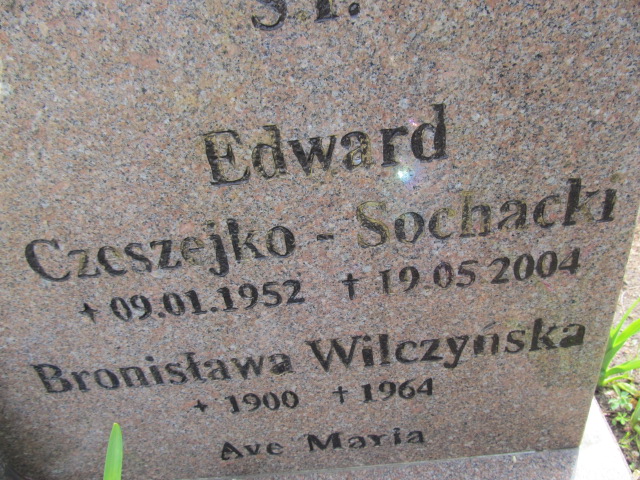 Edward
Czeszejko - Sochacki
+ 09.01.1952 † 19.05 2004
Bronisława Wilczyńska
+ 1900 † 1964
Ave Maria